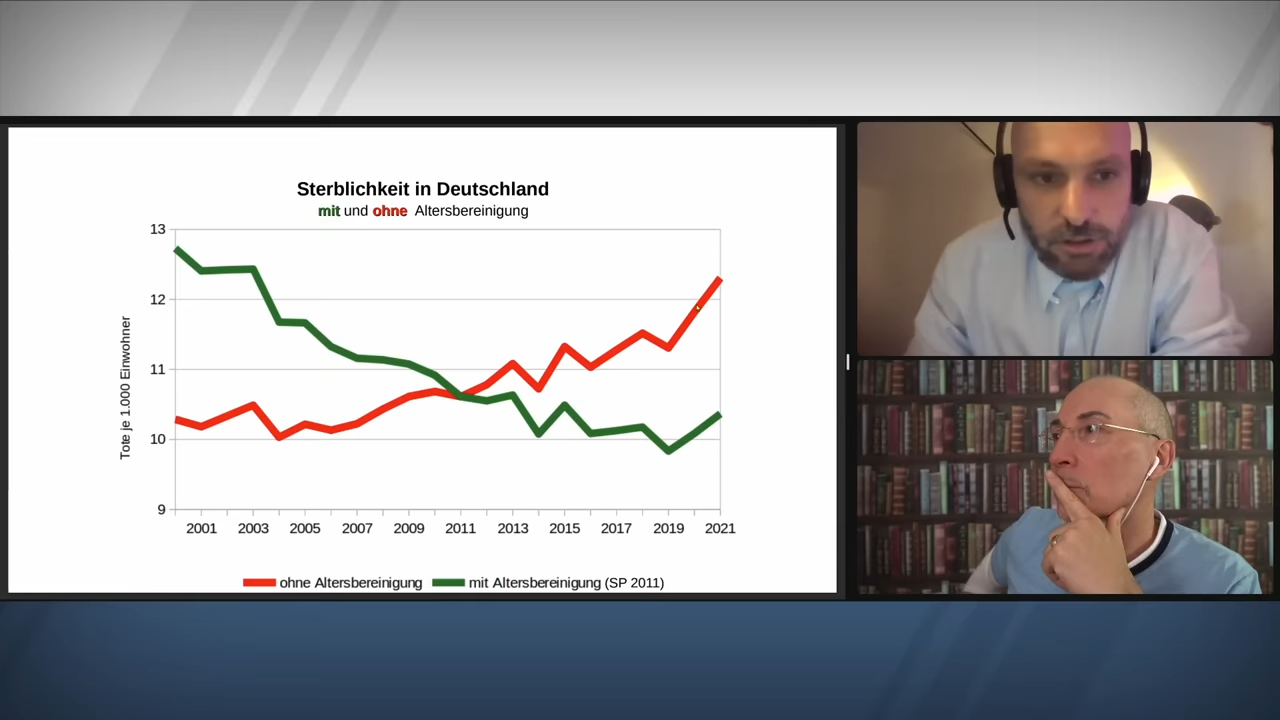 Sterblichkeit in Deutschland
mit und ohne Altersbereinigung
13
12
11
10
9
Tote je 1.000 Einwohner
2001 2003 2005 2007 2009 2011 2013 2015 2017 2019 2021
ohne Altersbereinigung mit Altersbereinigung (SP 2011)